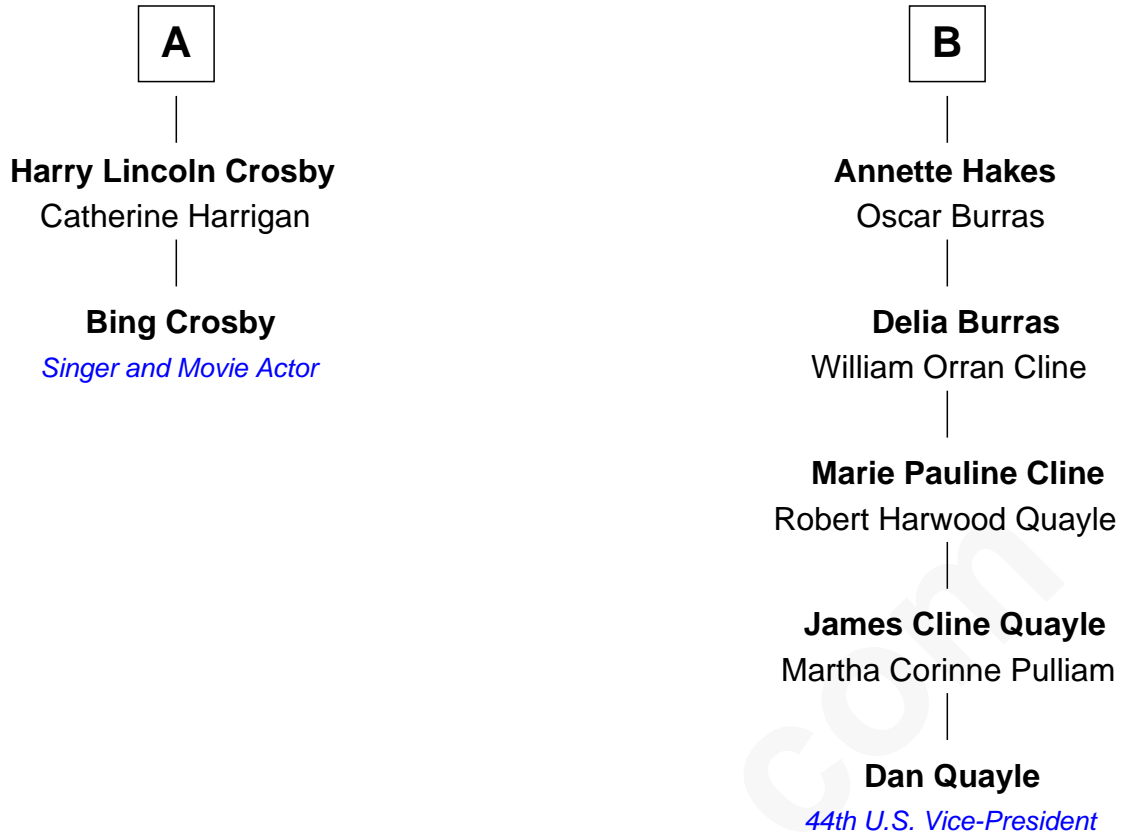 A
Harry Lincoln Crosby
Catherine Harrigan
Bing Crosby
Singer and Movie Actor
B
Annette Hakes
Oscar Burras
Delia Burras
William Orran Cline
Marie Pauline Cline
Robert Harwood Quayle
James Cline Quayle
Martha Corinne Pulliam
Dan Quayle
44th U.S. Vice-President
com